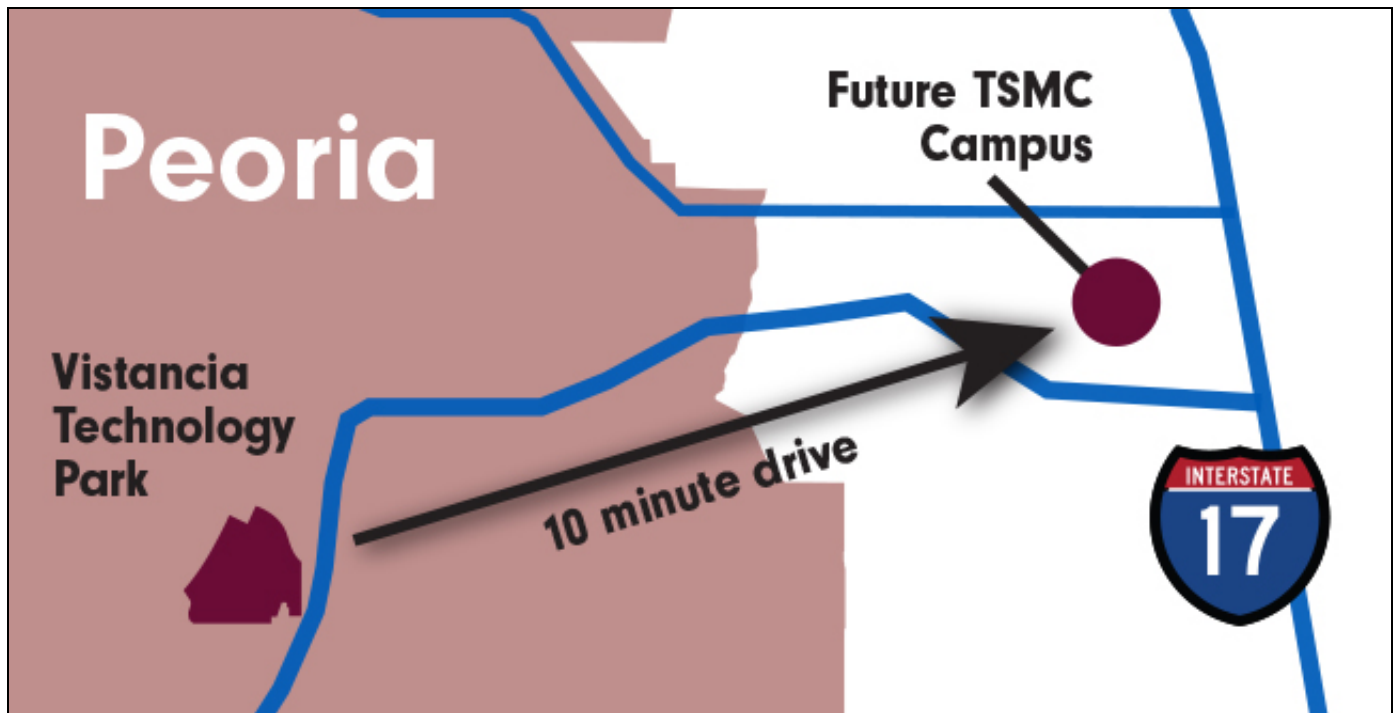 Peoria
Future TSMC
Campus
Vistancia
Technology
Park
10 minute drive
INTERSTATE
17